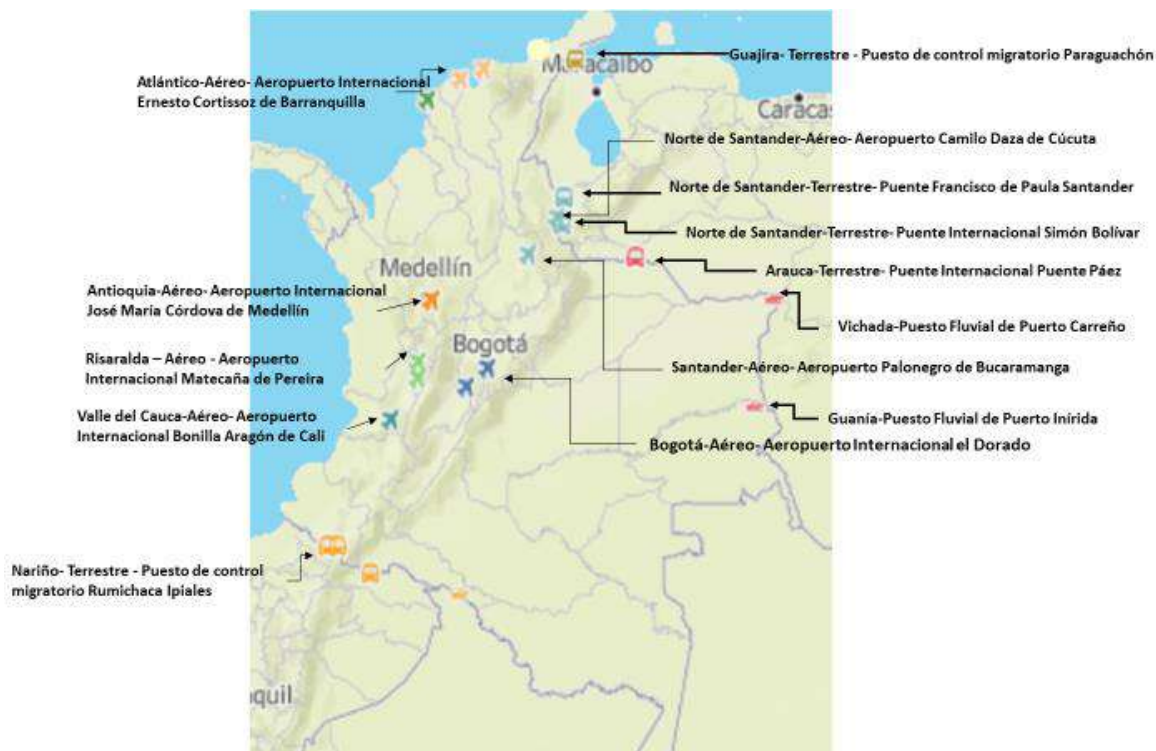 Guajira- Terrestre - Puesto de control migratorio Paraguachón
Maracaibo
Atlántico-Aéreo- Aeropuerto Internacional
Ernesto Cortissoz de Barranquilla
Caracas
Norte de Santander-Aéreo- Aeropuerto Camilo Daza de Cúcuta
Norte de Santander-Terrestre- Puente Francisco de Paula Santander
Norte de Santander-Terrestre- Puente Internacional Simón Bolívar
Medellín
Arauca-Terrestre- Puente Internacional Puente Páez
Antioquia-Aéreo- Aeropuerto Internacional
José María Córdova de Medellín
Vichada-Puesto Fluvial de Puerto Carreño
Bogotá
Risaralda – Aéreo - Aeropuerto
Internacional Matecaña de Pereira
Santander-Aéreo-Aeropuerto Palonegro de Bucaramanga
Valle del Cauca-Aéreo- Aeropuerto
Internacional Bonilla Aragón de Cali
Guanía-Puesto Fluvial de Puerto Inírida
Bogotá-Aéreo- Aeropuerto Internacional el Dorado
Nariño- Terrestre - Puesto de control
migratorio Rumichaca Ipiales
quil